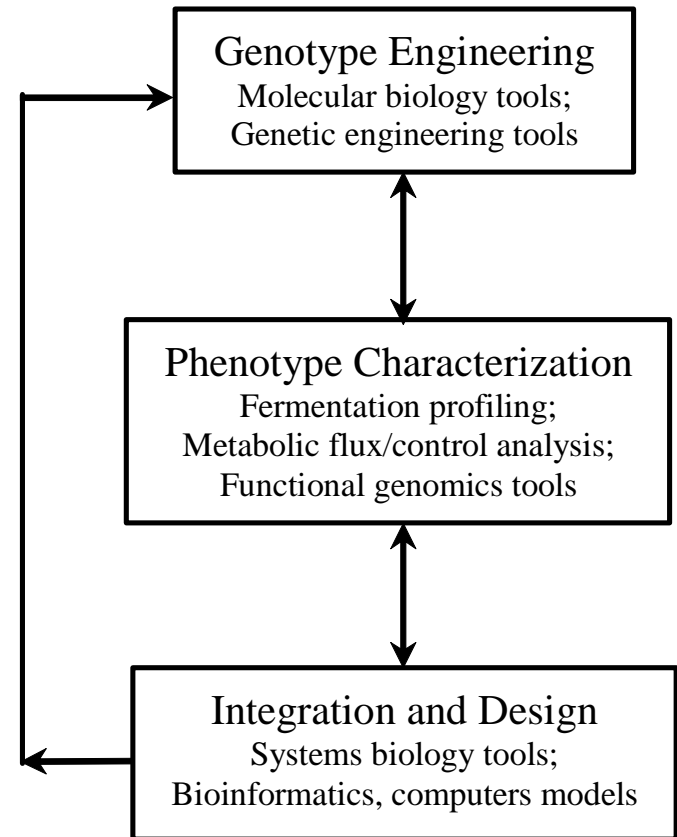 Genotype Engineering
Molecular biology tools;
Genetic engineering tools
Phenotype Characterization
Fermentation profiling;
Metabolic flux/control analysis;
Functional genomics tools
Integration and Design
Systems biology tools;
Bioinformatics, computers models